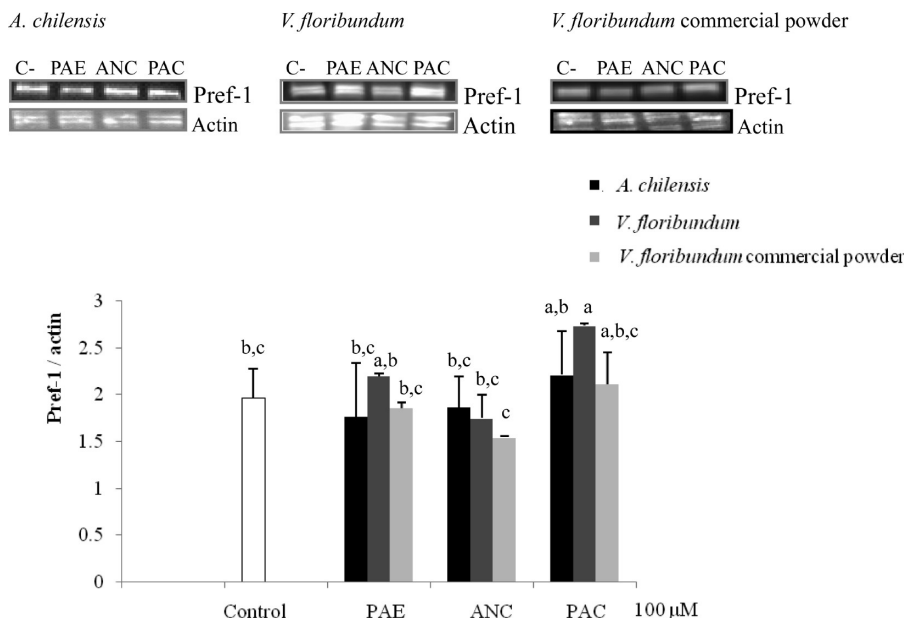 A. chilensis
V. floribundum
V. floribundum commercial powder
C- PAE ANC PAC
Pref-1
Actin
C- PAE ANC PAC
Pref-1
Actin
C- PAE ANC PAC
Pref-1
Actin
A. chilensis
V. floribundum
V. floribundum commercial powder
Pref-1 / actin
3
2.5
2
1.5
1
0.5
0
b,c
b,c
a,b
b,c
b,c
b,c
c
a,b
a
a,b,c
Control PAE ANC PAC 100 µM